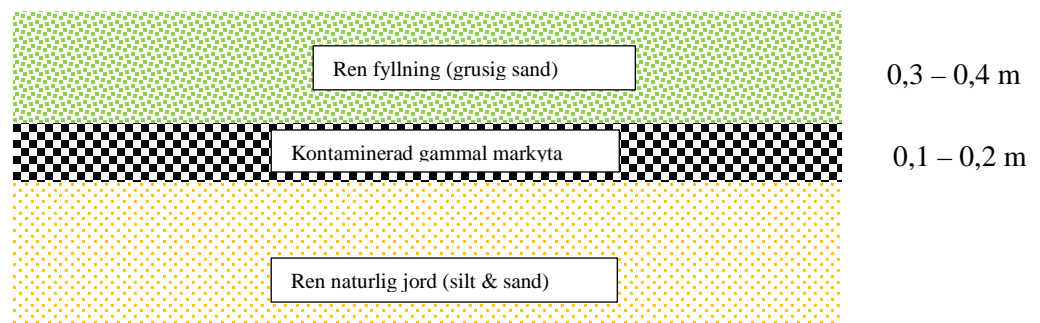 Ren fyllning (grusig sand)
0,3 – 0,4 m
Kontaminerad gammal markyta
0,1 – 0,2 m
Ren naturlig jord (silt & sand)